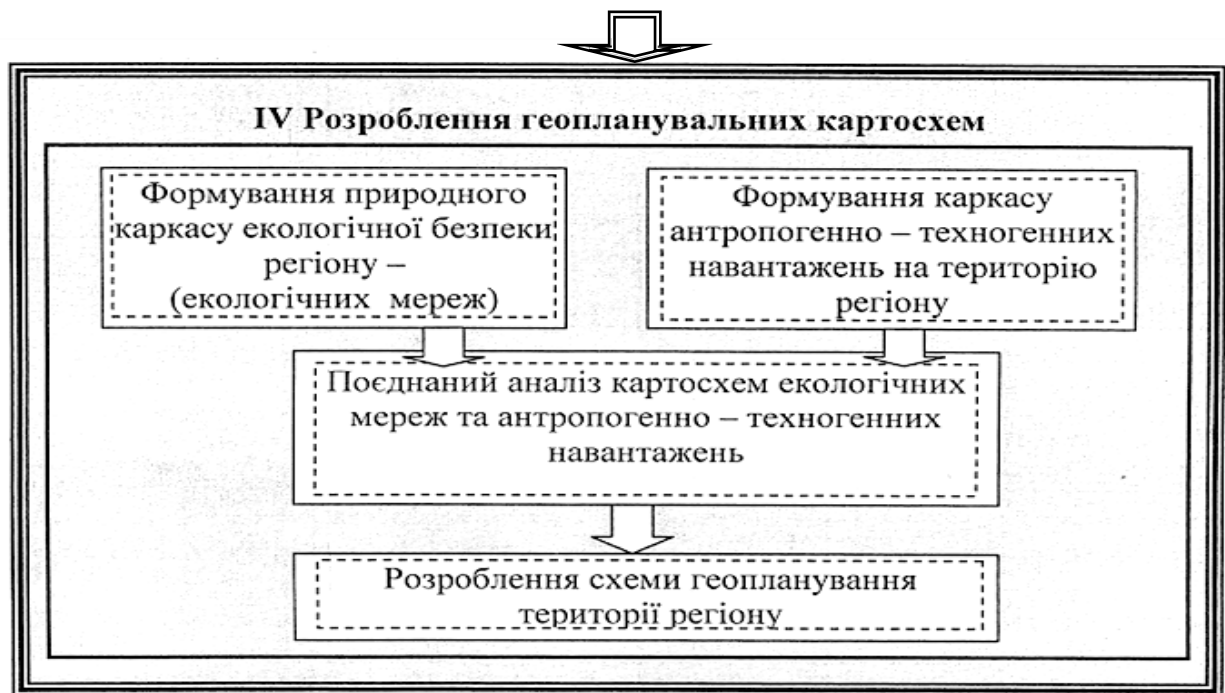 IV Розроблення геопланувальних картосхем
Формування природного
каркасу екологічної безпеки
регіону –
(екологічних мереж)
Формування каркасу
антропогенно – техногенних
навантажень на територію
регіону
Поєднаний аналіз картосхем екологічних
мереж та антропогенно – техногенних
навантажень
Розроблення схеми геопланування
території регіону